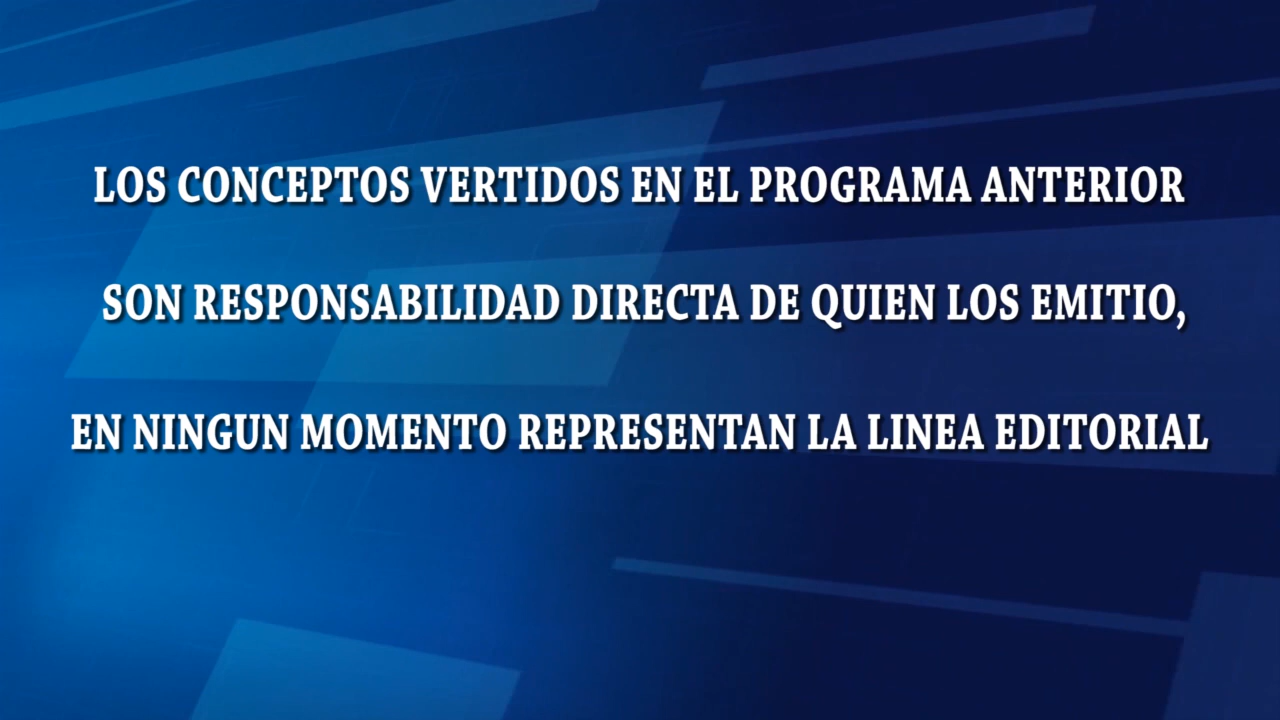 LOS CONCEPTOS VERTIDOS EN EL PROGRAMA ANTERIOR
SON RESPONSABILIDAD DIRECTA DE QUIEN LOS EMITIO,
EN NINGUN MOMENTO REPRESENTAN LA LINEA EDITORIAL